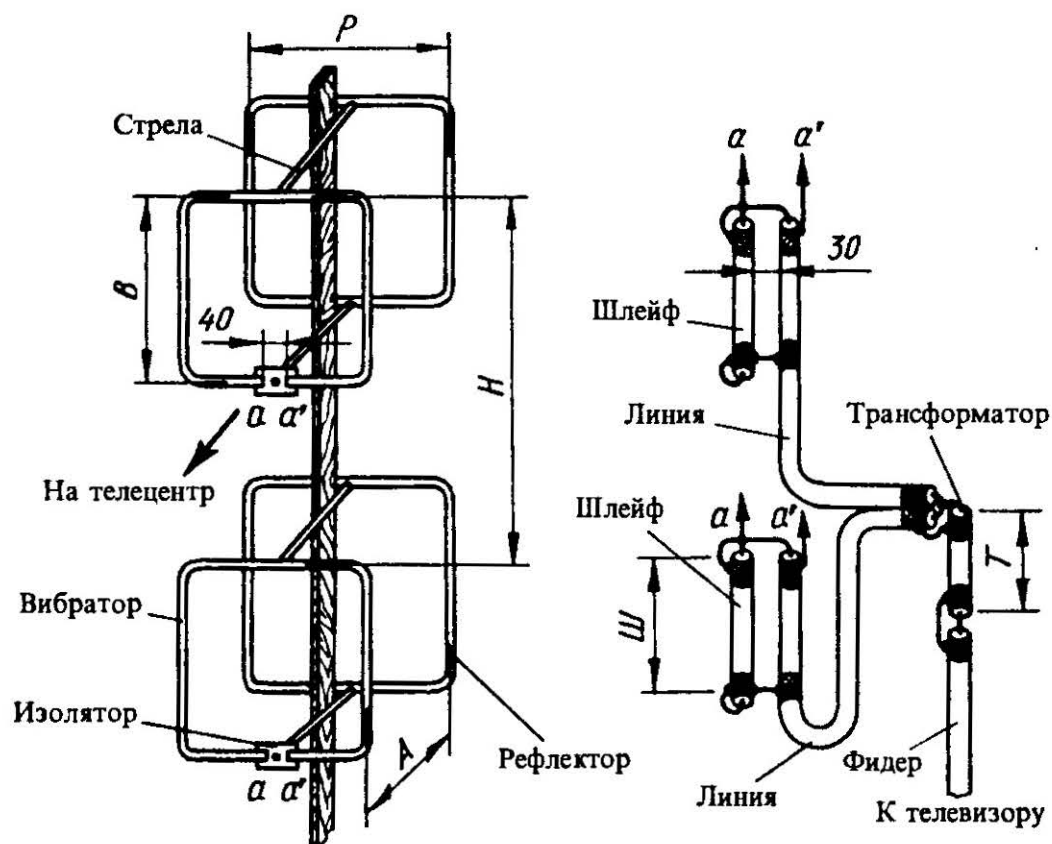 P
Стрела
B
40
a a'
H
На телецентр
Вибратор
Изолятор
a a'
A
Рефлектор
a a'
30
Шлейф
Линия
Трансформатор
Шлейф
a a'
Ш
T
Линия
Фидер
К телевизору